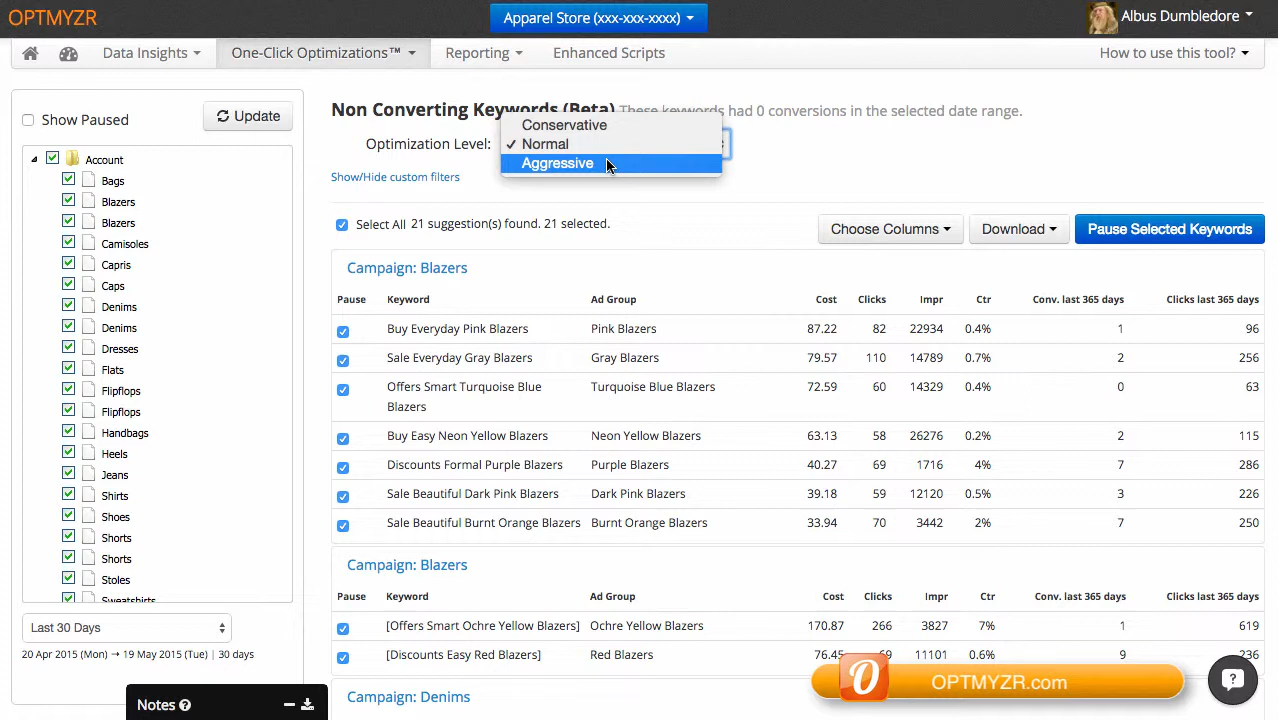 OPTMYZR
Apparel Store (xxx-xxx-xxxx)
Albus Dumbledore
Data Insights
One-Click Optimizations™
Reporting
Enhanced Scripts
How to use this tool?
Show Paused
Update
Account
Bags
Blazers
Blazers
Camisoles
Capris
Caps
Denims
Denims
Dresses
Flats
Flipflops
Flipflops
Handbags
Heels
Jeans
Shirts
Shoes
Shorts
Shorts
Stoles
Sweatshirts
Last 30 Days
20 Apr 2015 (Mon) → 19 May 2015 (Tue) | 30 days
Notes
Non Converting Keywords (Beta) These keywords had 0 conversions in the selected date range.
Optimization Level:
Conservative
✓ Normal
Aggressive
Show/Hide custom filters
Select All 21 suggestion(s) found. 21 selected.
Choose Columns
Download
Pause Selected Keywords
Campaign: Blazers
Pause Keyword Ad Group Cost Clicks Impr Ctr Conv. last 365 days Clicks last 365 days
Buy Everyday Pink Blazers Pink Blazers 87.22 82 22934 0.4% 1 96
Sale Everyday Gray Blazers Gray Blazers 79.57 110 14789 0.7% 2 256
Offers Smart Turquoise Blue Turquoise Blue Blazers 72.59 60 14329 0.4% 0 63
Blazers
Buy Easy Neon Yellow Blazers Neon Yellow Blazers 63.13 58 26276 0.2% 2 115
Discounts Formal Purple Blazers Purple Blazers 40.27 69 1716 4% 7 286
Sale Beautiful Dark Pink Blazers Dark Pink Blazers 39.18 59 12120 0.5% 3 226
Sale Beautiful Burnt Orange Blazers Burnt Orange Blazers 33.94 70 3442 2% 7 250
Campaign: Blazers
Pause Keyword Ad Group Cost Clicks Impr Ctr Conv. last 365 days Clicks last 365 days
[Offers Smart Ochre Yellow Blazers] Ochre Yellow Blazers 170.87 266 3827 7% 1 619
[Discounts Easy Red Blazers] Red Blazers 76.45 69 11101 0.6% 9 236
Campaign: Denims
OPTMYZR.com